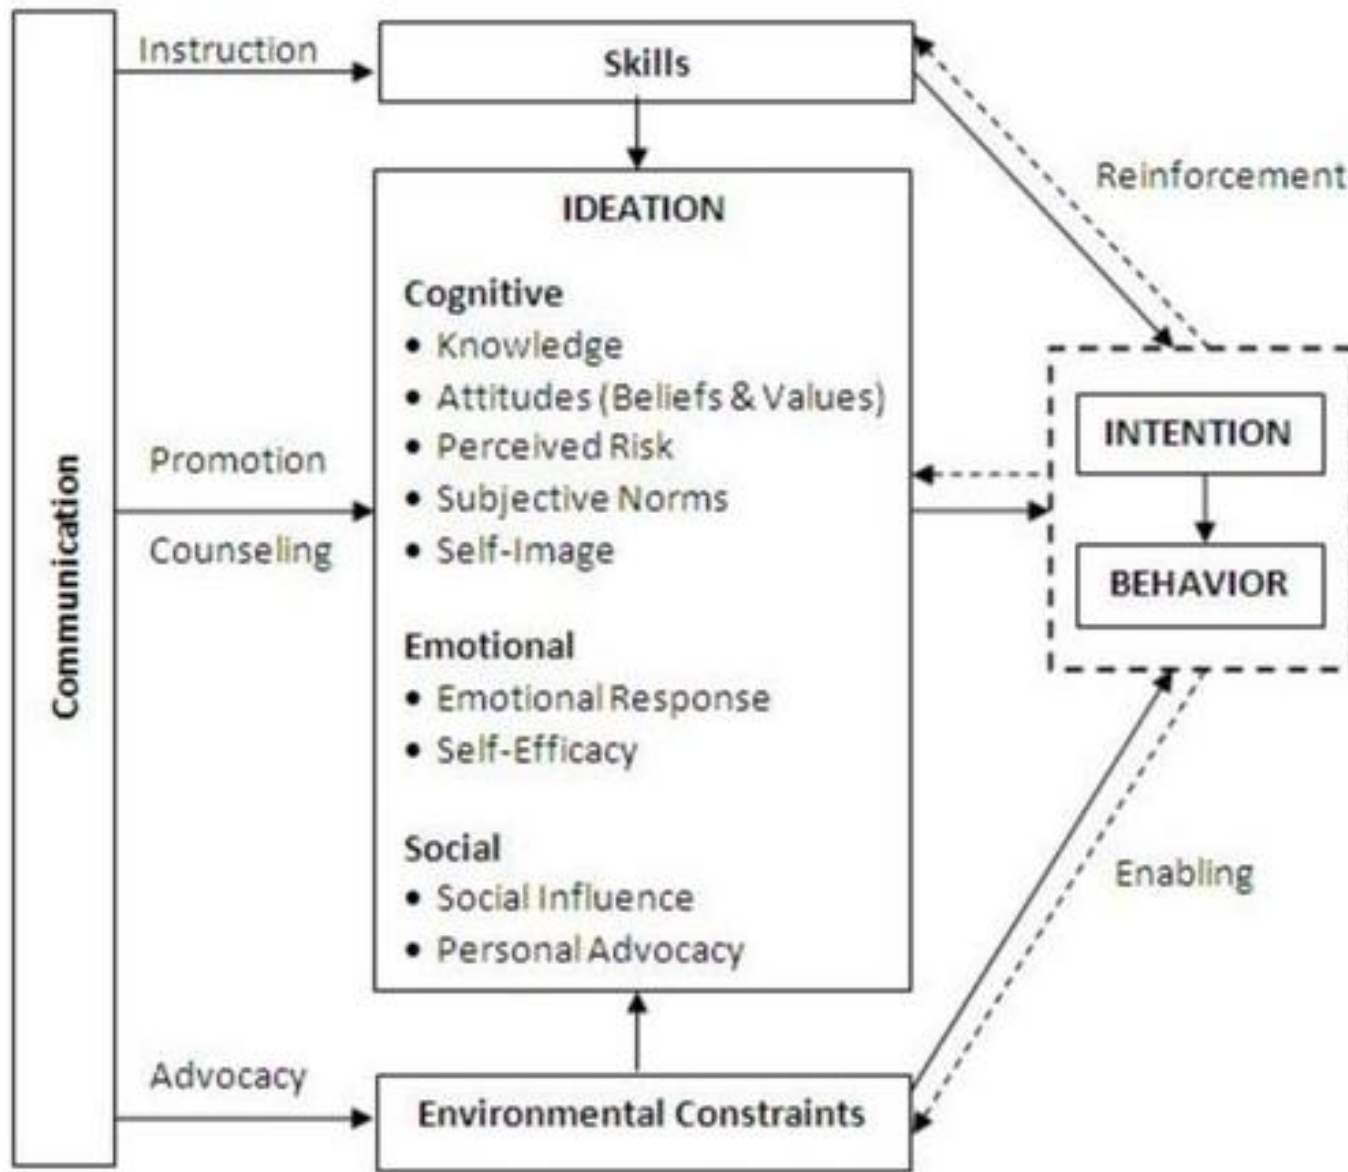 Communication
Instruction
Skills
Reinforcement
IDEATION
Cognitive
• Knowledge
• Attitudes (Beliefs & Values)
• Perceived Risk
• Subjective Norms
• Self-Image
Promotion
Counseling
INTENTION
BEHAVIOR
Emotional
• Emotional Response
• Self-Efficacy
Social
• Social Influence
• Personal Advocacy
Enabling
Advocacy
Environmental Constraints